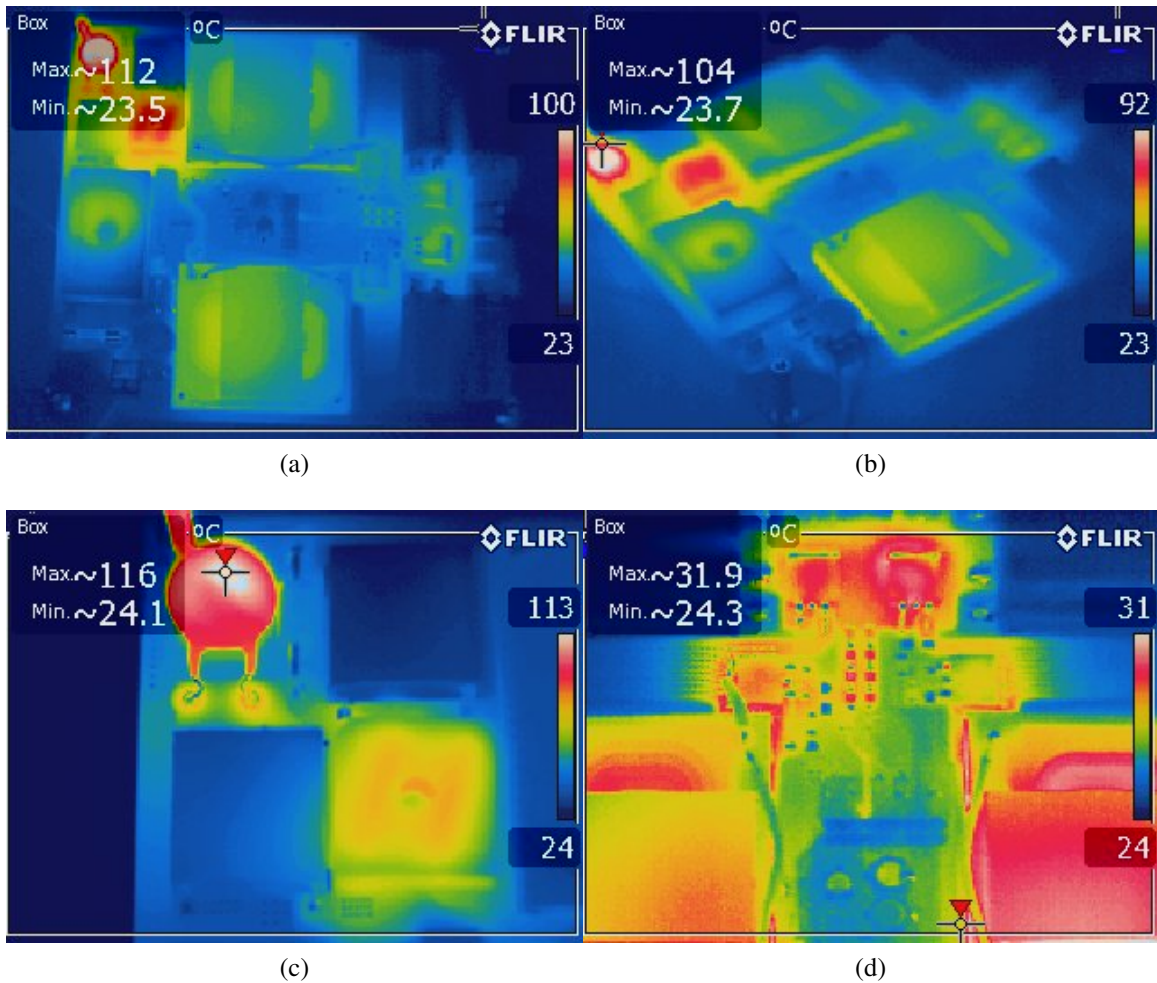 Box
°C
FLIR
Max.~112
Min.~23.5
100
23
(a)
Box
°C
FLIR
Max.~104
Min.~23.7
92
23
(b)
Box
°C
FLIR
Max.~116
Min.~24.1
113
24
(c)
Box
°C
FLIR
Max.~31.9
Min.~24.3
31
24
(d)